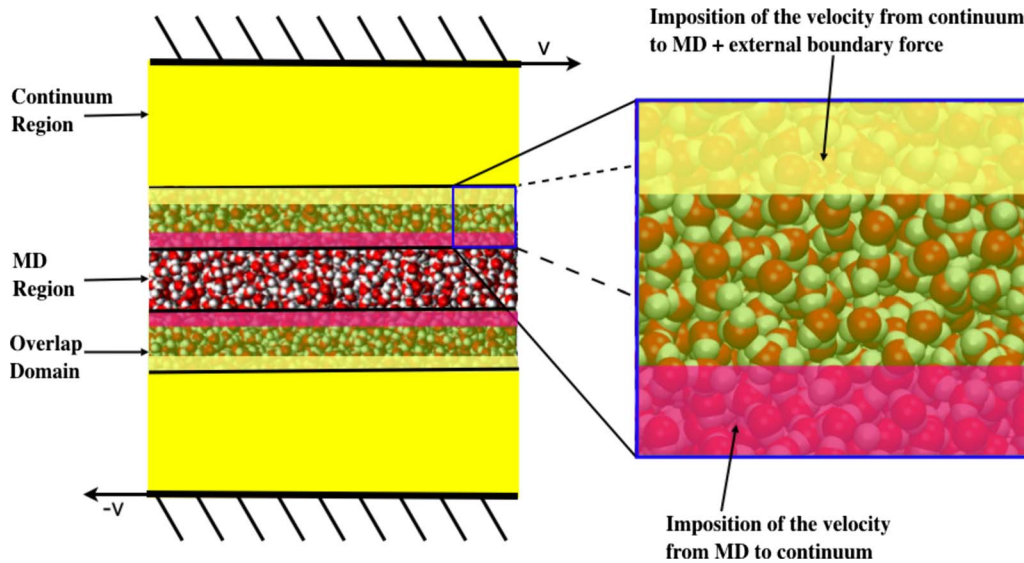 Imposition of the velocity from continuum
to MD + external boundary force
V
Continuum
Region
MD
Region
Overlap
Domain
-V
Imposition of the velocity
from MD to continuum